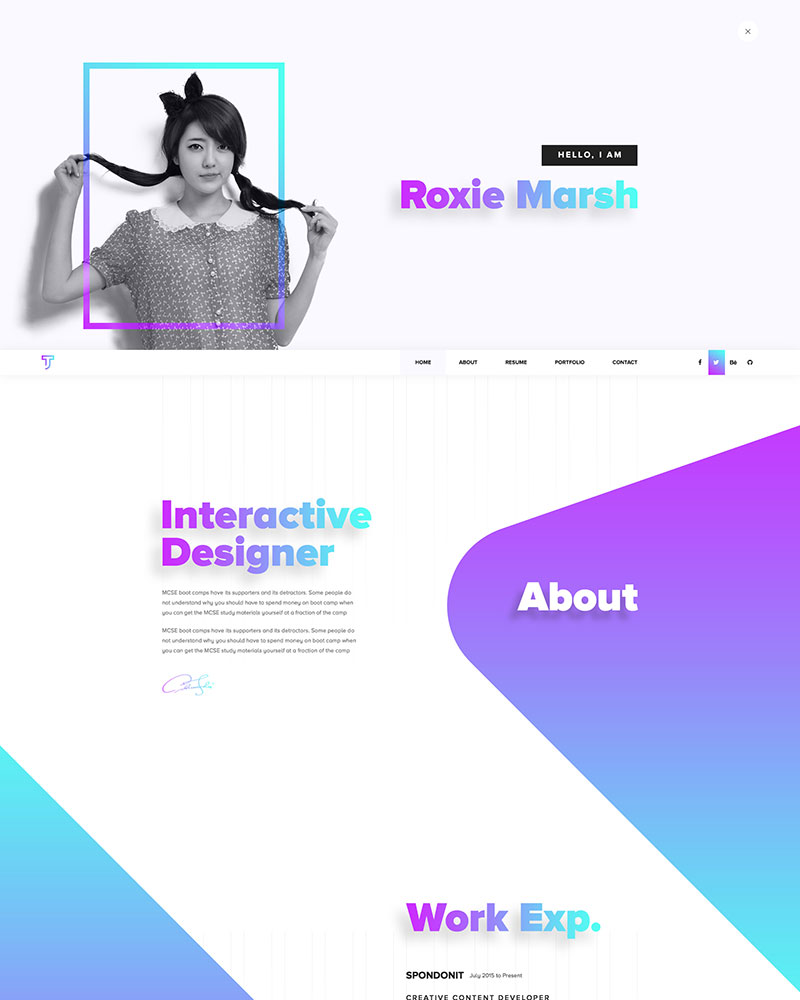 HELLO, I AM
Roxie Marsh
HOME ABOUT RESUME PORTFOLIO CONTACT Bē
Interactive
Designer
MCSE boot camps have its supporters and its detractors. Some people do
not understand why you should have to spend money on boot camp when
you can get the MCSE study materials yourself at a fraction of the camp
MCSE boot camps have its supporters and its detractors. Some people do
not understand why you should have to spend money on boot camp when
you can get the MCSE study materials yourself at a fraction of the camp
About
Work Exp.
SPONDONIT July 2015 to Present
CREATIVE CONTENT DEVELOPER